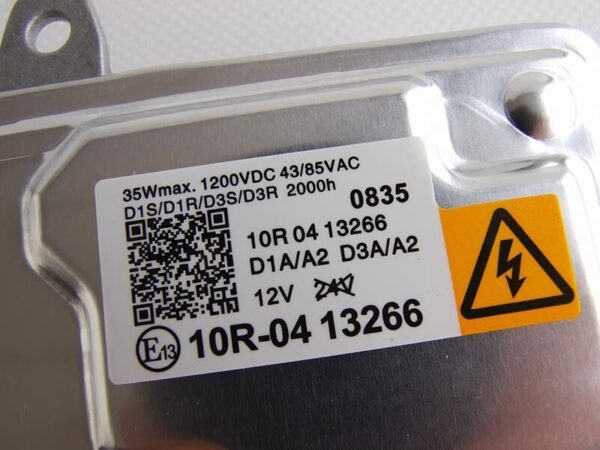 35Wmax. 1200VDC 43/85VAC
D1S/D1R/D3S/D3R 2000h
0835
10R 04 13266
D1A/A2 D3A/A2
12V 24V
E13 10R-04 13266